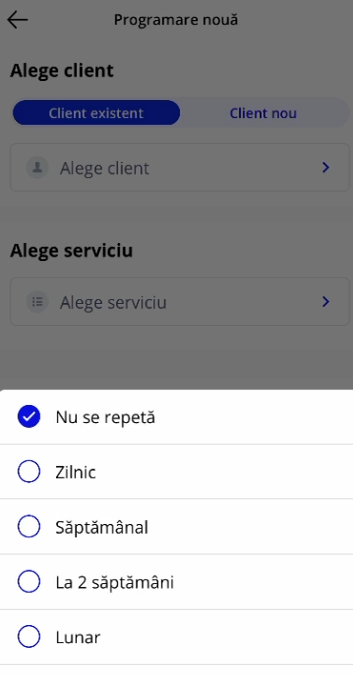 Programare nouă
Alege client
Client existent
Client nou
Alege client
Alege serviciu
Alege serviciu
Nu se repetă
Zilnic
Săptămânal
La 2 săptămâni
Lunar